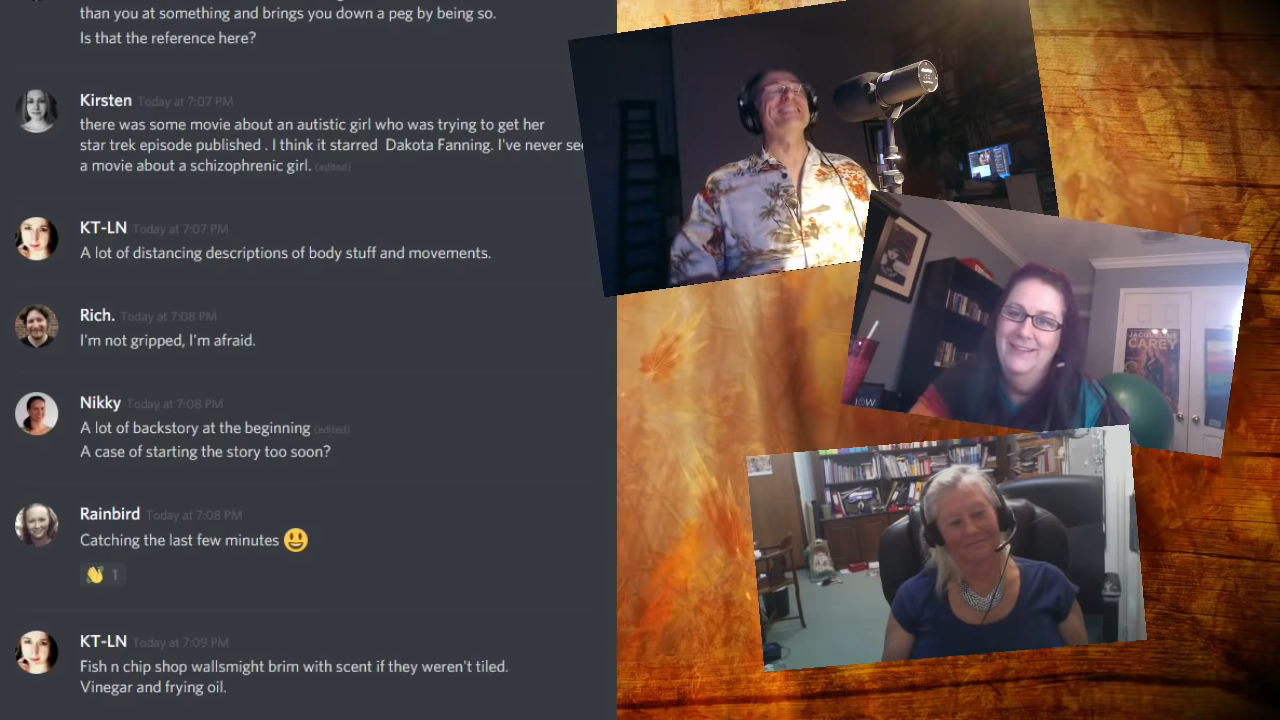 than you at something and brings you down a peg by being so.
Is that the reference here?
Kirsten Today at 7:07 PM
there was some movie about an autistic girl who was trying to get her
star trek episode published . I think it starred Dakota Fanning. I've never see
a movie about a schizophrenic girl. (edited)
KT-LN Today at 7:07 PM
A lot of distancing descriptions of body stuff and movements.
Rich. Today at 7:08 PM
I'm not gripped, I'm afraid.
Nikky Today at 7:08 PM
A lot of backstory at the beginning (edited)
A case of starting the story too soon?
Rainbird Today at 7:08 PM
Catching the last few minutes 😃
👋 1
KT-LN Today at 7:09 PM
Fish n chip shop wallsmight brim with scent if they weren't tiled.
Vinegar and frying oil.
JACQUELINE
CAREY